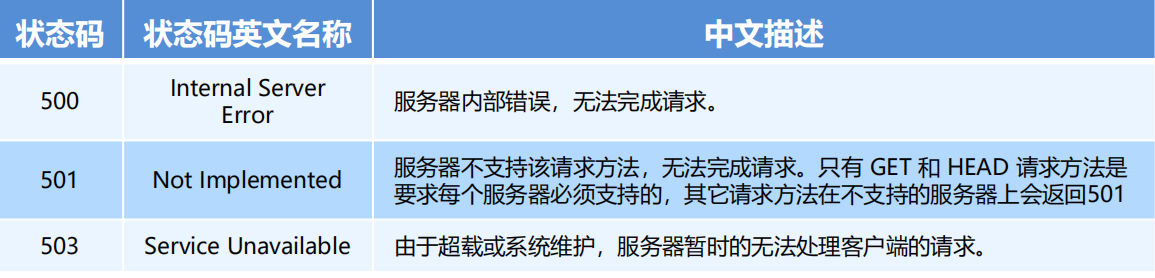 状态码 状态码英文名称 中文描述
500 Internal Server Error 服务器内部错误，无法完成请求。
501 Not Implemented 服务器不支持该请求方法，无法完成请求。只有 GET 和 HEAD 请求方法是
要求每个服务器必须支持的，其它请求方法在不支持的服务器上会返回501
503 Service Unavailable 由于超载或系统维护，服务器暂时的无法处理客户端的请求。